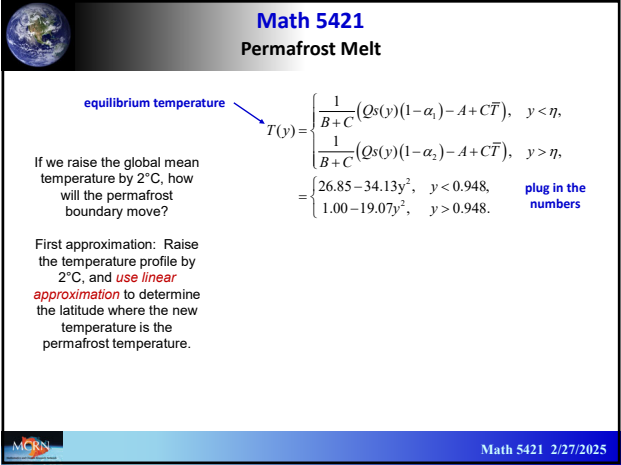 Math 5421
Permafrost Melt
equilibrium temperature
T(y) = { 1/(B+C) (Qs(y)(1−α₁)−A+CT̅), y < η,
1/(B+C) (Qs(y)(1−α₂)−A+CT̅), y > η,
= { 26.85−34.13y², y < 0.948,
1.00−19.07y², y > 0.948.
plug in the
numbers
If we raise the global mean
temperature by 2°C, how
will the permafrost
boundary move?
First approximation: Raise
the temperature profile by
2°C, and use linear
approximation to determine
the latitude where the new
temperature is the
permafrost temperature.
MCRN
Math 5421 2/27/2025